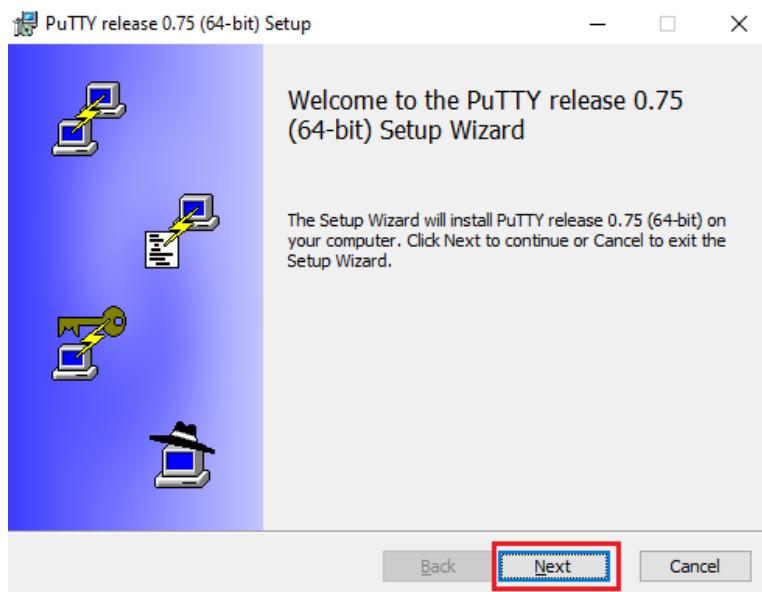 PuTTY release 0.75 (64-bit) Setup
Welcome to the PuTTY release 0.75
(64-bit) Setup Wizard
The Setup Wizard will install PuTTY release 0.75 (64-bit) on
your computer. Click Next to continue or Cancel to exit the
Setup Wizard.
Back Next Cancel